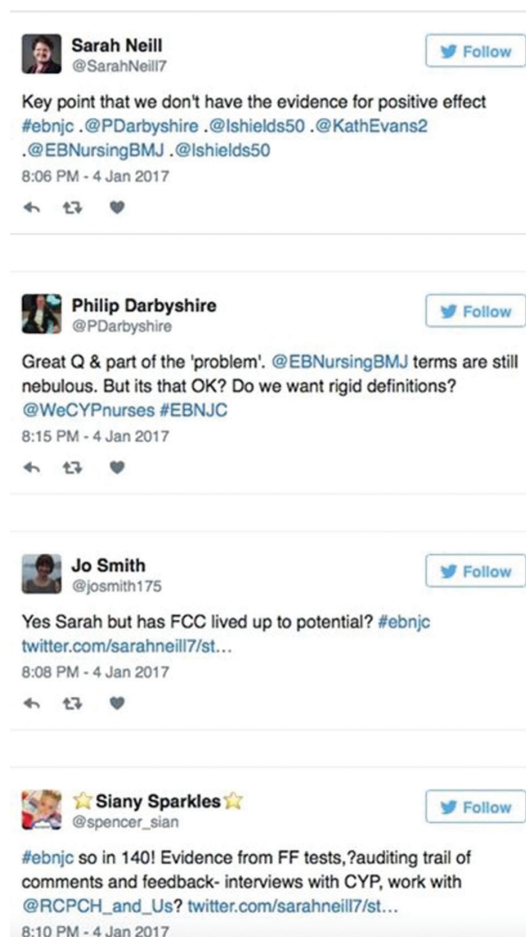 Sarah Neill
@SarahNeill7
Follow
Key point that we don't have the evidence for positive effect
#ebnjc .@PDarbyshire .@lshields50 .@KathEvans2
.@EBNursingBMJ .@lshields50
8:06 PM - 4 Jan 2017
Philip Darbyshire
@PDarbyshire
Follow
Great Q & part of the 'problem'. @EBNursingBMJ terms are still
nebulous. But its that OK? Do we want rigid definitions?
@WeCYPnurses #EBNJC
8:15 PM - 4 Jan 2017
Jo Smith
@josmith175
Follow
Yes Sarah but has FCC lived up to potential? #ebnjc
twitter.com/sarahneill7/st...
8:08 PM - 4 Jan 2017
⭐Siany Sparkles⭐
@spencer_sian
Follow
#ebnjc so in 140! Evidence from FF tests,?auditing trail of
comments and feedback- interviews with CYP, work with
@RCPCH_and_Us? twitter.com/sarahneill7/st...
8:10 PM - 4 Jan 2017